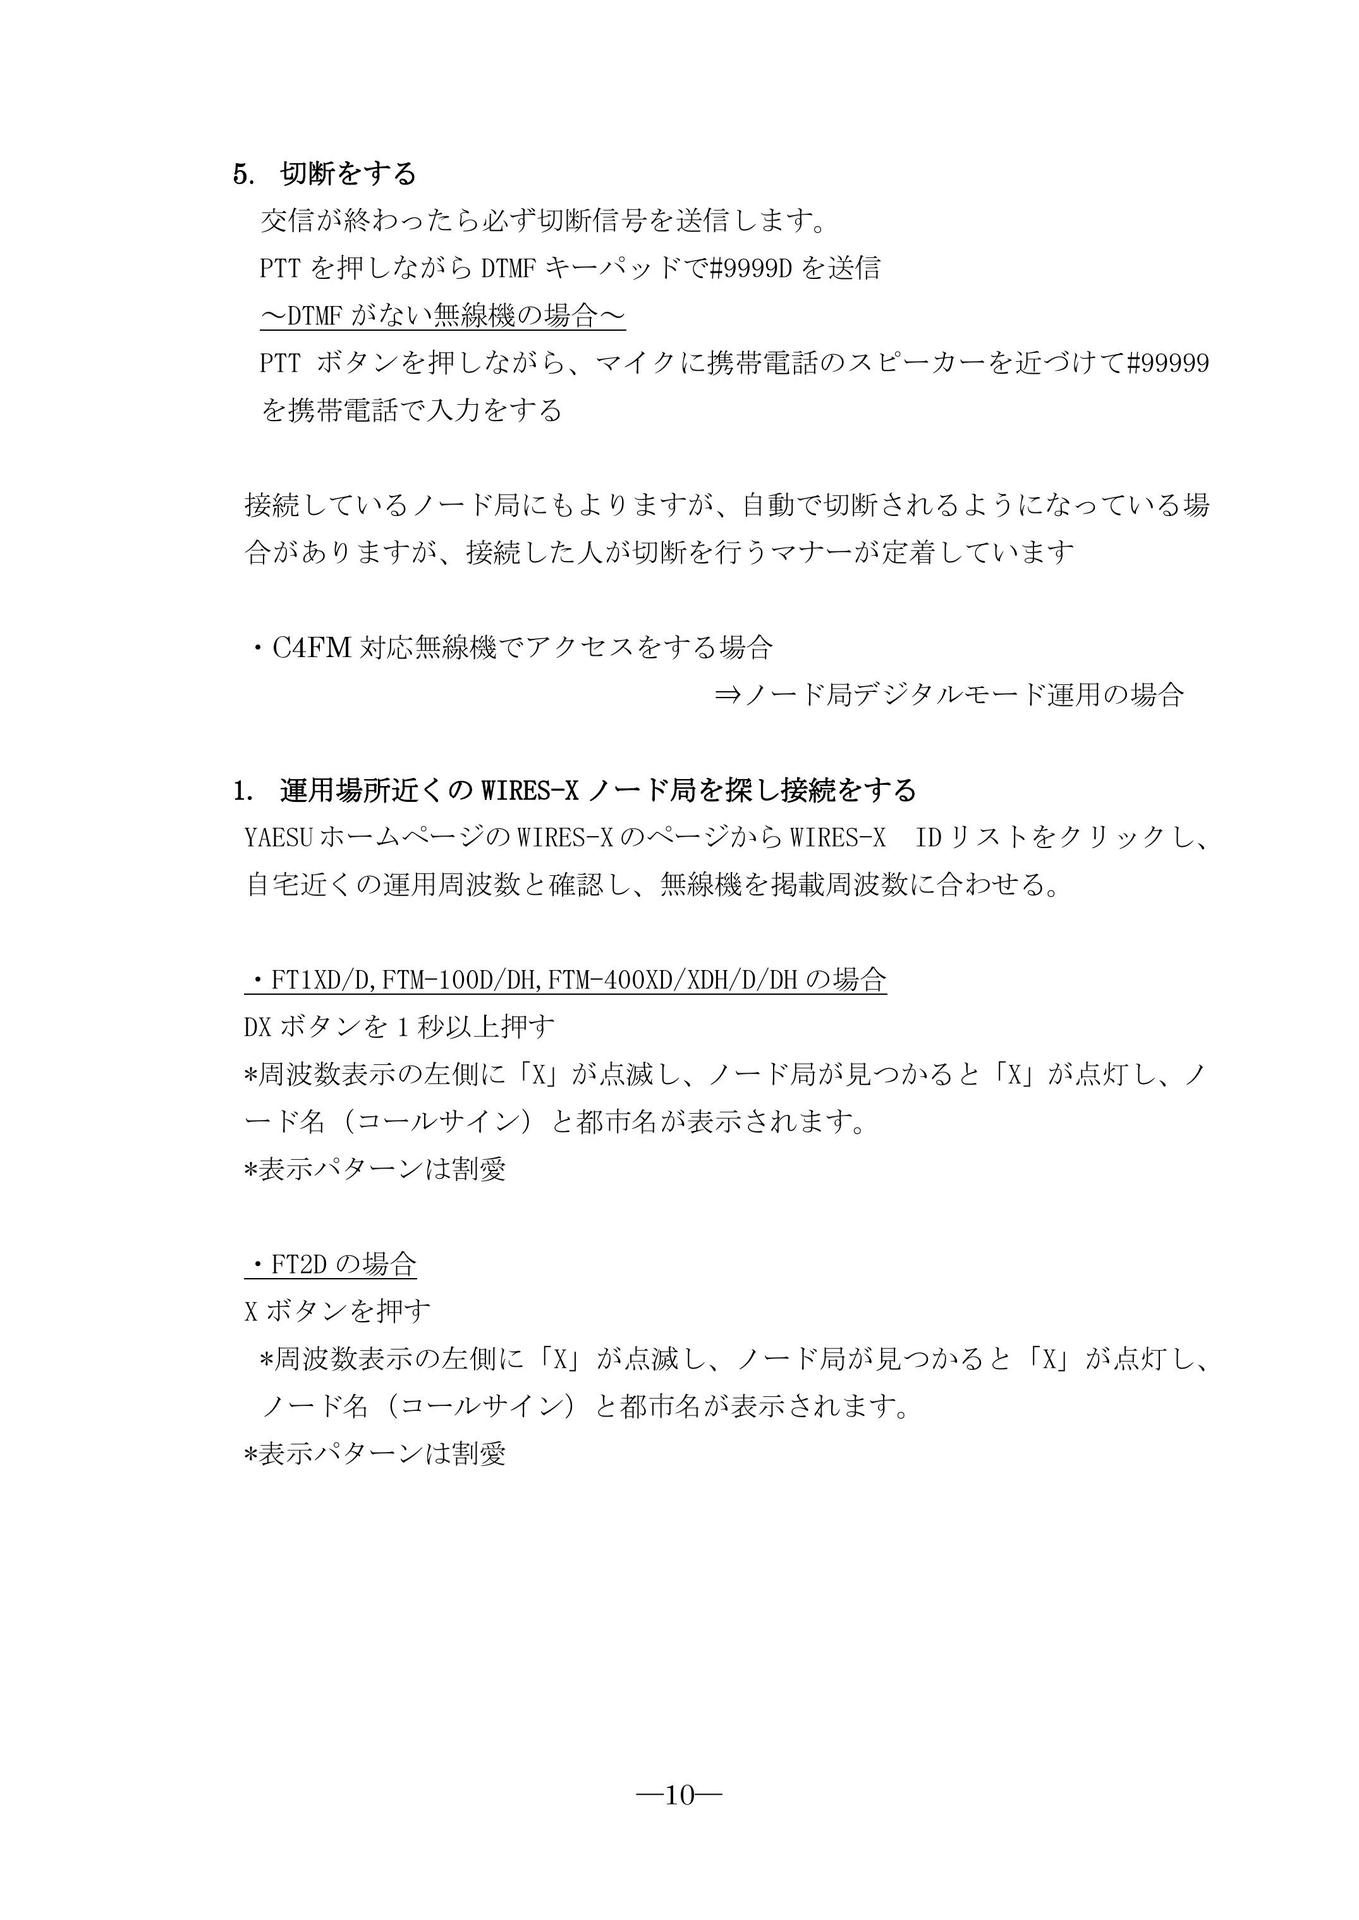 5. 切断をする
交信が終わったら必ず切断信号を送信します。
PTT を押しながら DTMF キーパッドで#9999D を送信
～DTMF がない無線機の場合～
PTT ボタンを押しながら、マイクに携帯電話のスピーカーを近づけて#99999
を携帯電話で入力をする
接続しているノード局にもよりますが、自動で切断されるようになっている場
合がありますが、接続した人が切断を行うマナーが定着しています
・C4FM 対応無線機でアクセスをする場合
⇒ノード局デジタルモード運用の場合
1. 運用場所近くの WIRES-X ノード局を探し接続をする
YAESU ホームページの WIRES-X のページから WIRES-X　ID リストをクリックし、
自宅近くの運用周波数と確認し、無線機を掲載周波数に合わせる。
・FT1XD/D,FTM-100D/DH,FTM-400XD/XDH/D/DH の場合
DX ボタンを 1 秒以上押す
*周波数表示の左側に「X」が点滅し、ノード局が見つかると「X」が点灯し、ノ
ード名（コールサイン）と都市名が表示されます。
*表示パターンは割愛
・FT2D の場合
X ボタンを押す
*周波数表示の左側に「X」が点滅し、ノード局が見つかると「X」が点灯し、
ノード名（コールサイン）と都市名が表示されます。
*表示パターンは割愛
―10―